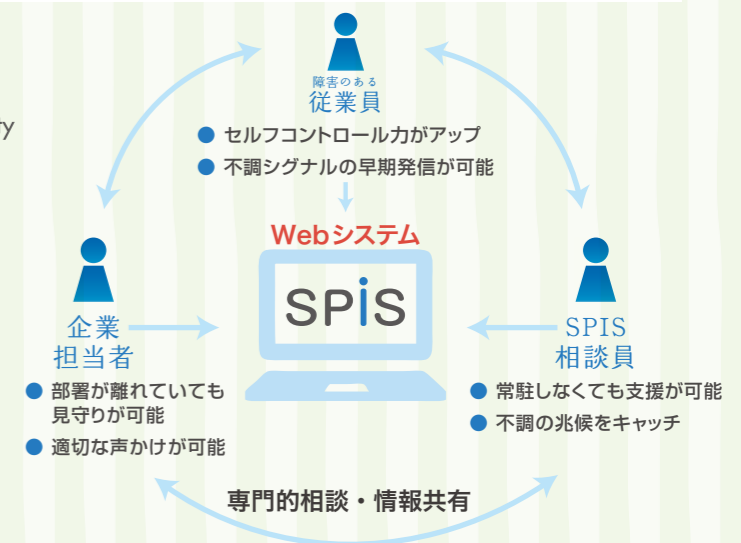 ty
障害のある
従業員
● セルフコントロール力がアップ
● 不調シグナルの早期発信が可能
Webシステム
SPiS
企業
担当者
● 部署が離れていても
見守りが可能
● 適切な声かけが可能
SPIS
相談員
● 常駐しなくても支援が可能
● 不調の兆候をキャッチ
専門的相談・情報共有